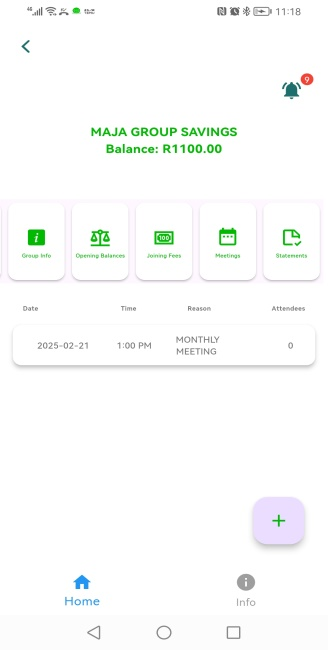 11:18
9
MAJA GROUP SAVINGS
Balance: R1100.00
Group Info
Opening Balances
100
Joining Fees
Meetings
Statements
Date Time Reason Attendees
2025-02-21 1:00 PM MONTHLY MEETING 0
+
Home
Info